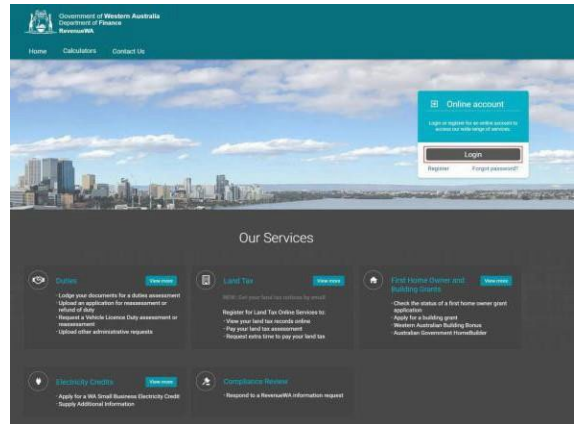 Government of Western Australia
Department of Finance
RevenueWA
Home Calculators Contact Us
Online account
Login or register for an online account to
access our wide range of services.
Login
Register Forgot password?
Our Services
Duties View more
- Lodge your documents for a duties assessment
- Upload an application for reassessment or
refund of duty
- Request a Vehicle Licence Duty assessment or
reassessment
- Upload other administrative requests
Land Tax View more
NEW: Get your land tax notices by email
Register for Land Tax Online Services to:
- View your land tax records online
- Pay your land tax assessment
- Request extra time to pay your land tax
First Home Owner and
Building Grants View more
- Check the status of a first home owner grant
application
- Apply for a building grant
- Western Australian Building Bonus
- Australian Government HomeBuilder
Electricity Credits View more
- Apply for a WA Small Business Electricity Credit
- Supply Additional Information
Compliance Review
- Respond to a RevenueWA information request